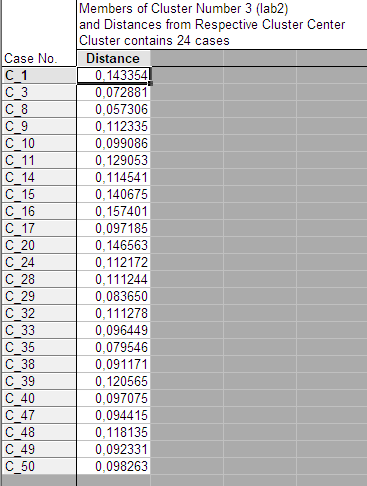 Members of Cluster Number 3 (lab2)
and Distances from Respective Cluster Center
Cluster contains 24 cases
Case No. Distance
C_1 0,143354
C_3 0,072881
C_8 0,057306
C_9 0,112335
C_10 0,099086
C_11 0,129053
C_14 0,114541
C_15 0,140675
C_16 0,157401
C_17 0,097185
C_20 0,146563
C_24 0,112172
C_28 0,111244
C_29 0,083650
C_32 0,111278
C_33 0,096449
C_35 0,079546
C_38 0,091171
C_39 0,120565
C_40 0,097075
C_47 0,094415
C_48 0,118135
C_49 0,092331
C_50 0,098263